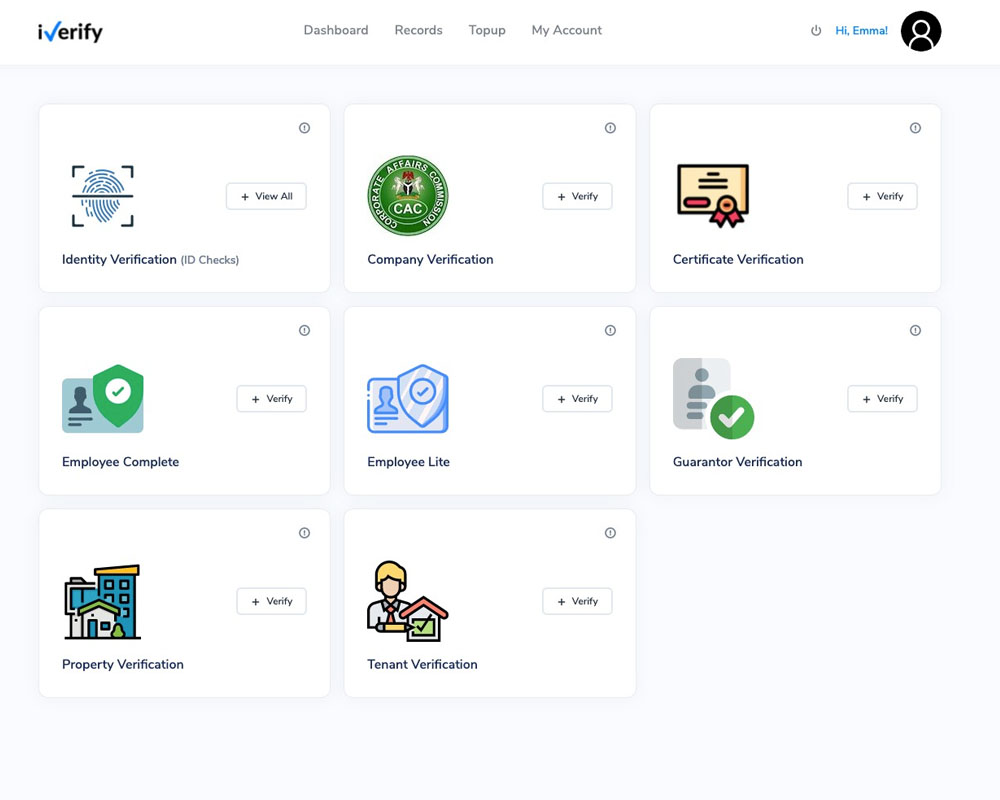 iVerify
Dashboard Records Topup My Account
Hi, Emma!
+ View All
Identity Verification (ID Checks)
CORPORATE AFFAIRS COMMISSION
CAC
+ Verify
Company Verification
+ Verify
Certificate Verification
+ Verify
Employee Complete
+ Verify
Employee Lite
+ Verify
Guarantor Verification
+ Verify
Property Verification
+ Verify
Tenant Verification